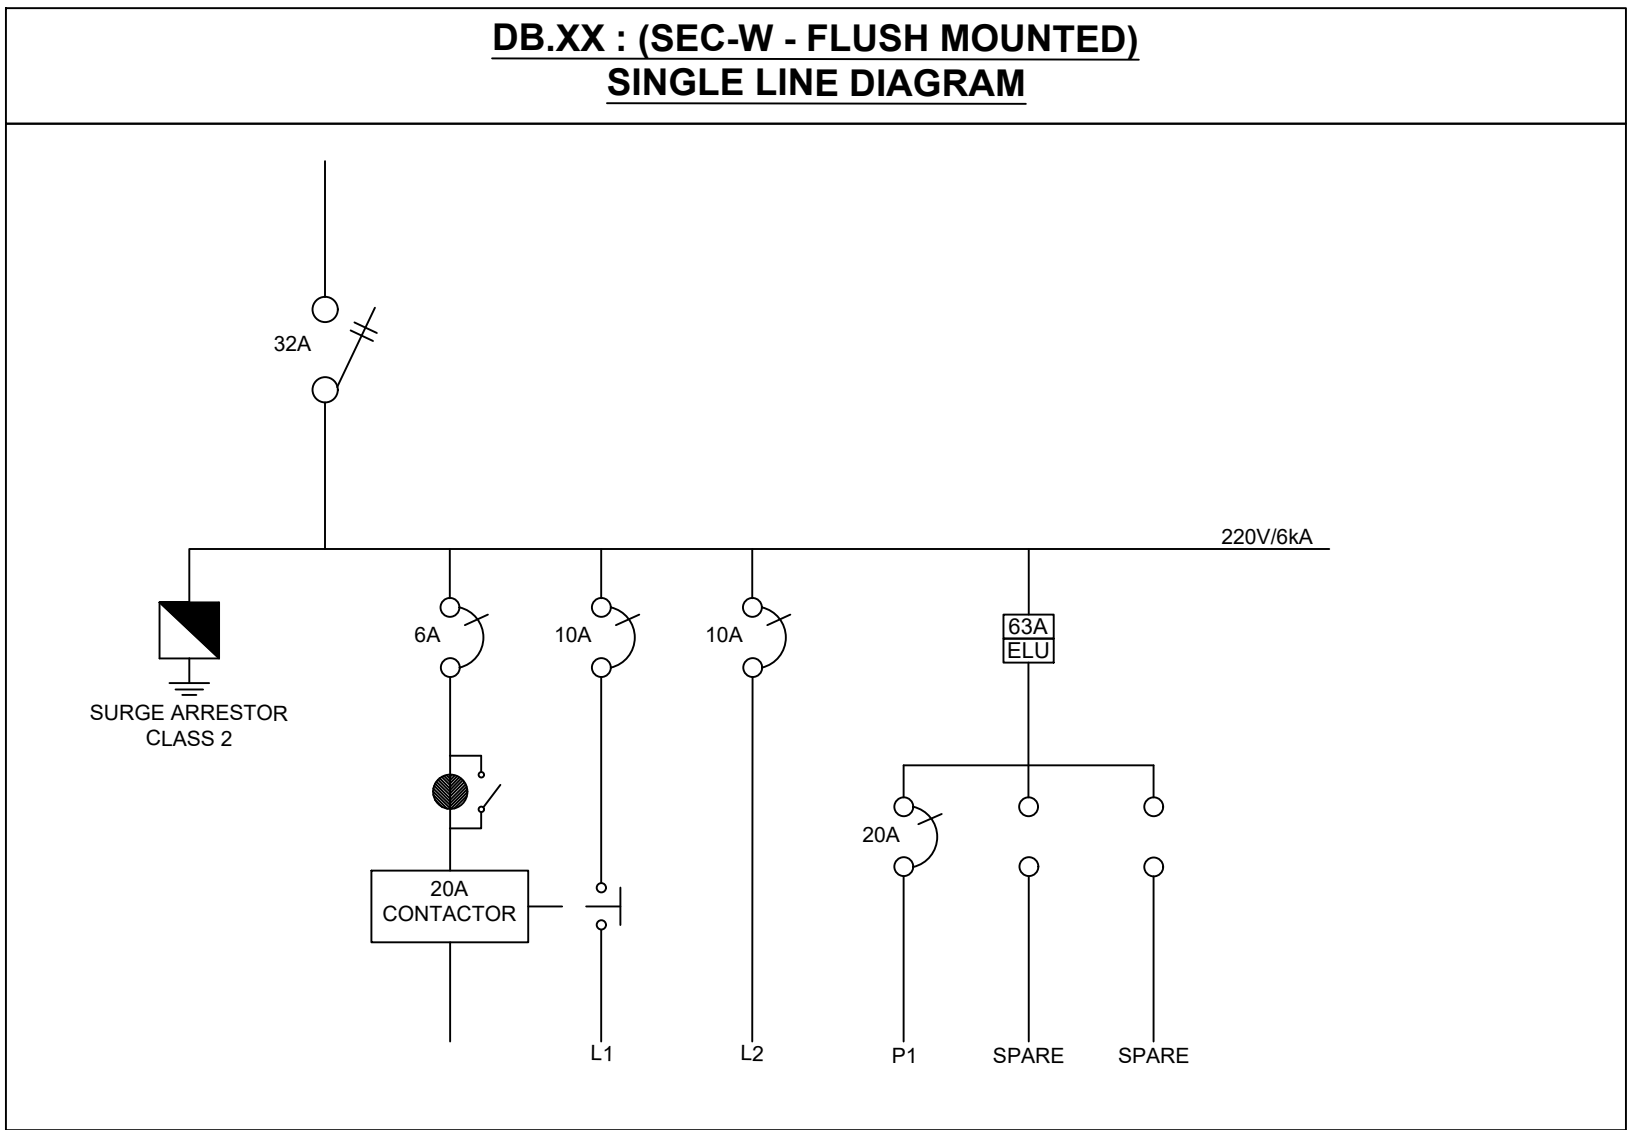 DB.XX : (SEC-W - FLUSH MOUNTED)
SINGLE LINE DIAGRAM
32A
220V/6kA
SURGE ARRESTOR
CLASS 2
6A
10A
10A
63A
ELU
20A
20A
CONTACTOR
L1
L2
P1
SPARE
SPARE